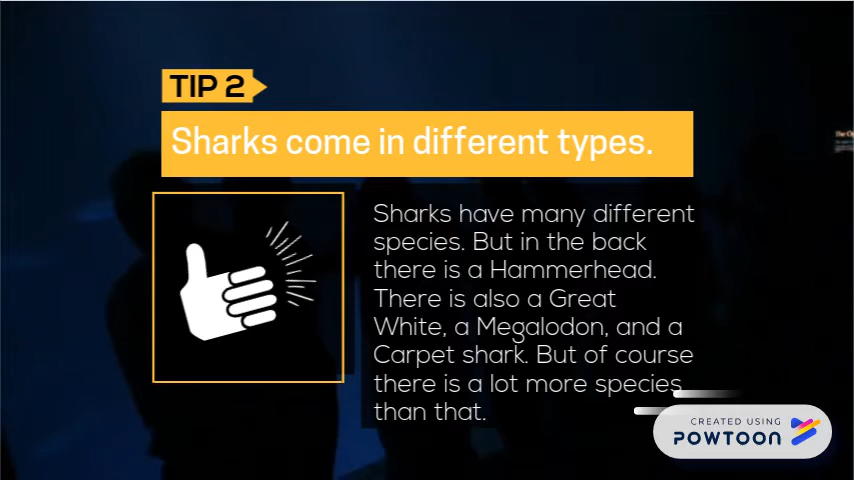 TIP 2
Sharks come in different types.
Sharks have many different
species. But in the back
there is a Hammerhead.
There is also a Great
White, a Megalodon, and a
Carpet shark. But of course
there is a lot more species
than that.
CREATED USING
POWTOON